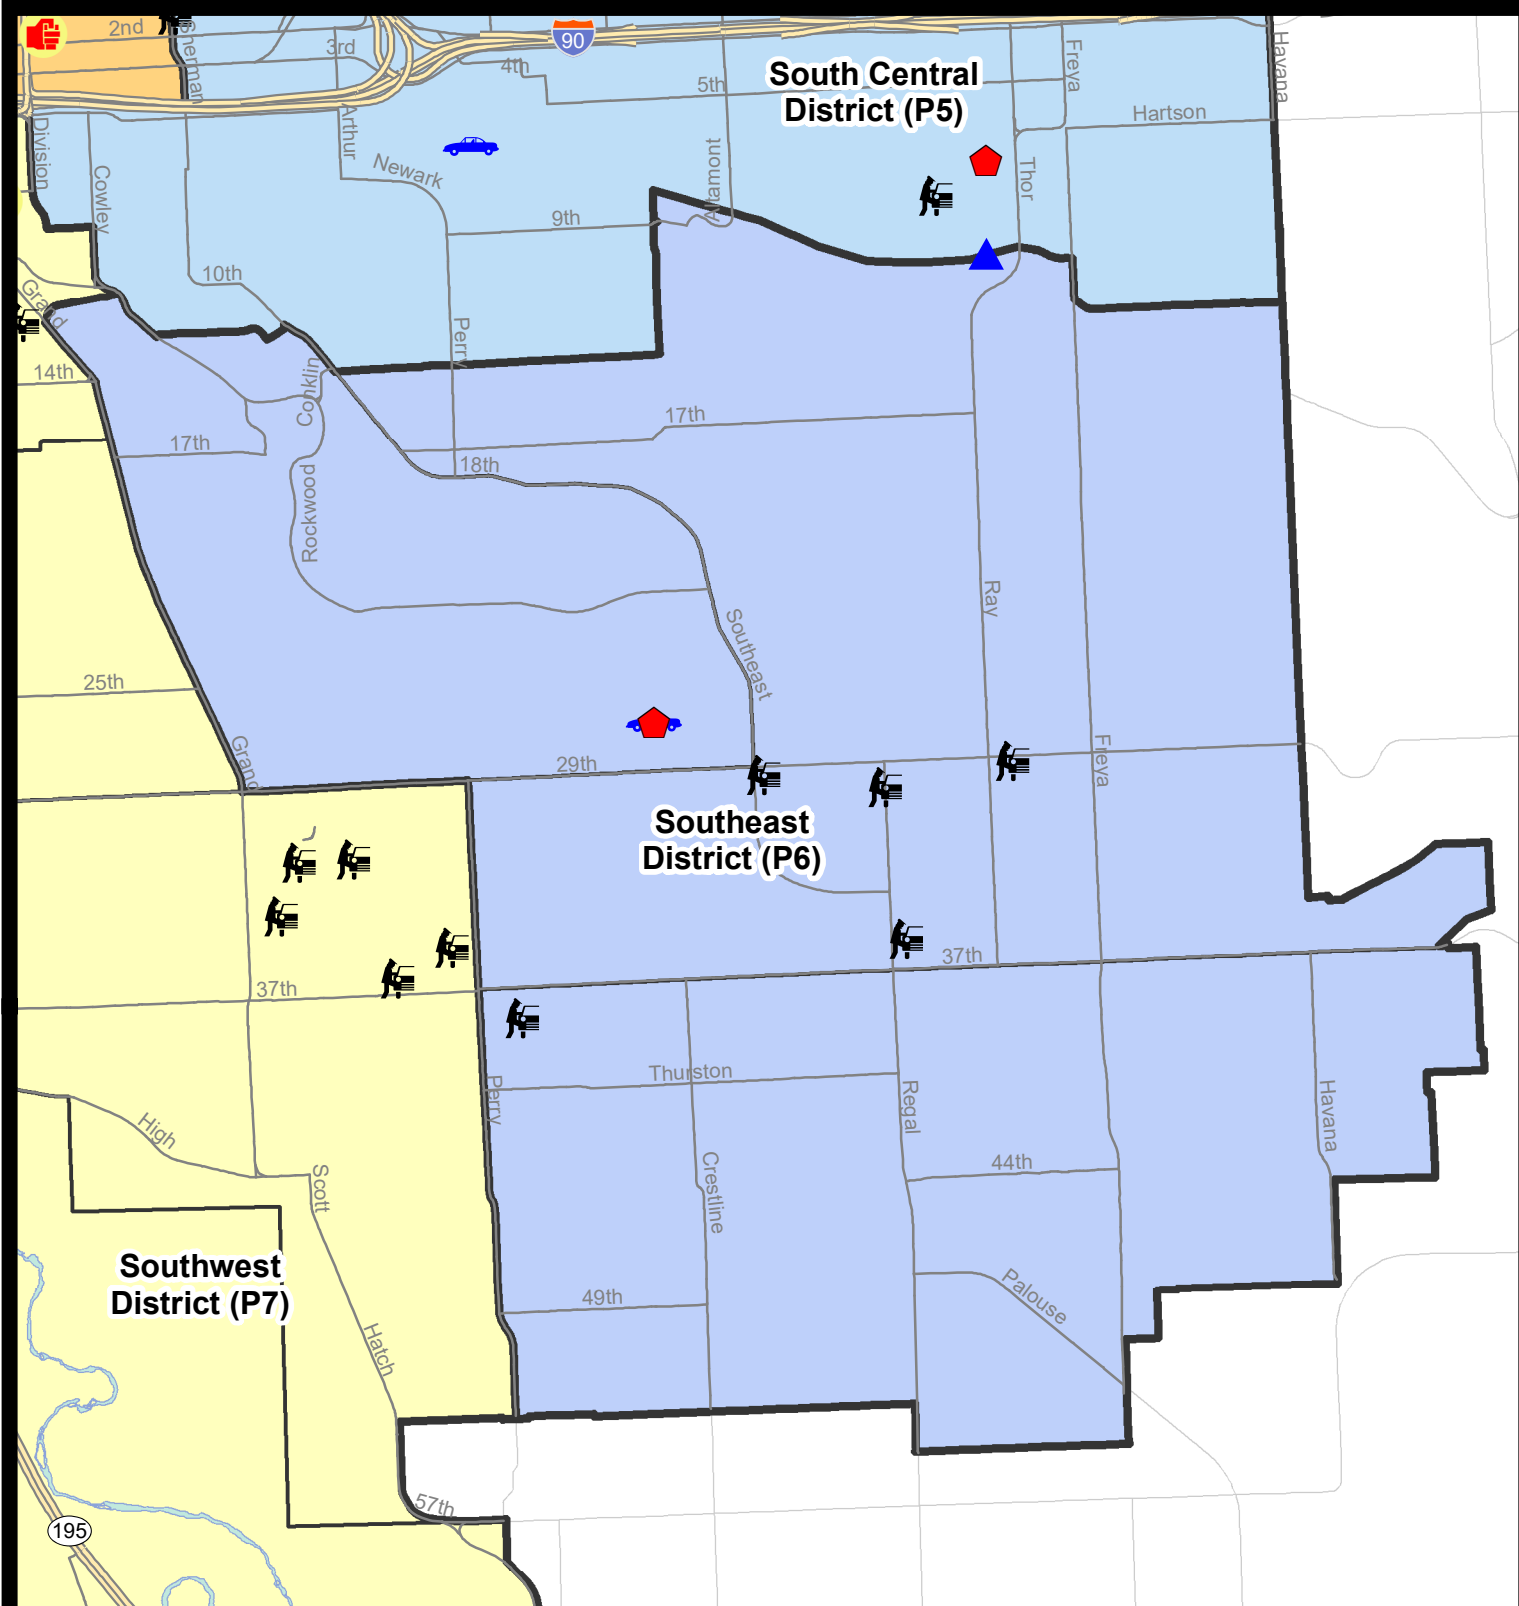 2nd
Sherman
3rd
90
4th
5th
South Central
District (P5)
Freya
Havana
Hartson
Division
Cowley
Arthur
Newark
Altamont
Thor
9th
10th
Grand
Perry
14th
Conklin
17th
17th
18th
Rockwood
Ray
Southeast
25th
Grand
29th
Freya
Southeast
District (P6)
37th
37th
Thurston
Perry
Regal
Havana
High
Scott
Crestline
44th
Southwest
District (P7)
49th
Palouse
Hatch
57th
195